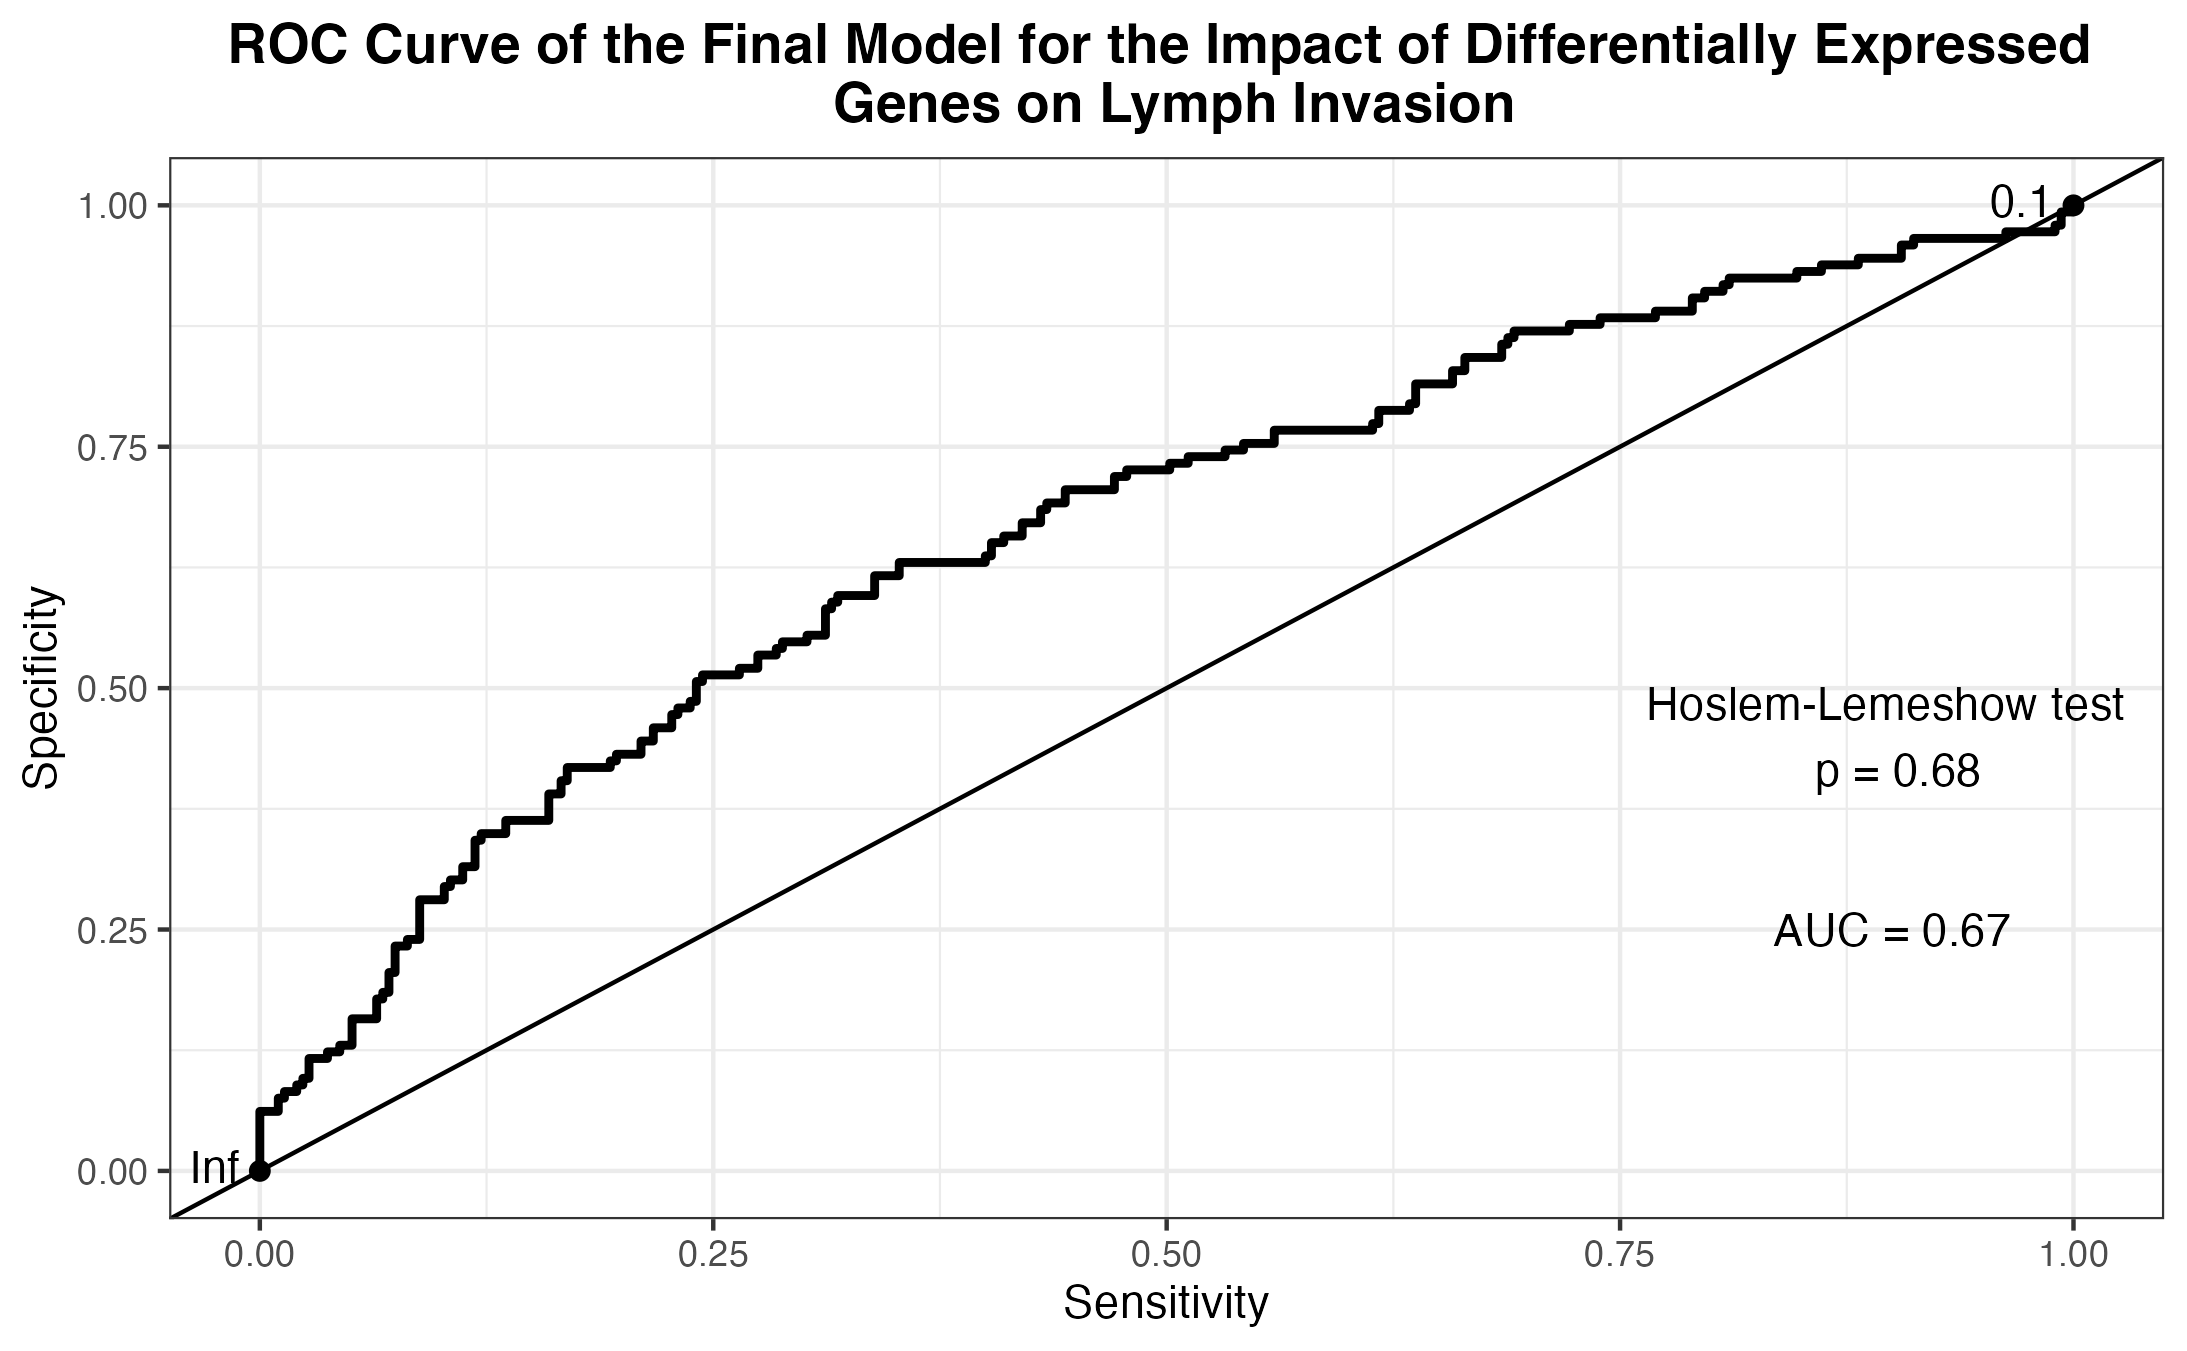 ROC Curve of the Final Model for the Impact of Differentially Expressed
Genes on Lymph Invasion
1.00
0.75
0.50
0.25
0.00
Specificity
0.1
Inf
Hoslem-Lemeshow test
p = 0.68
AUC = 0.67
0.00
0.25
0.50
0.75
1.00
Sensitivity